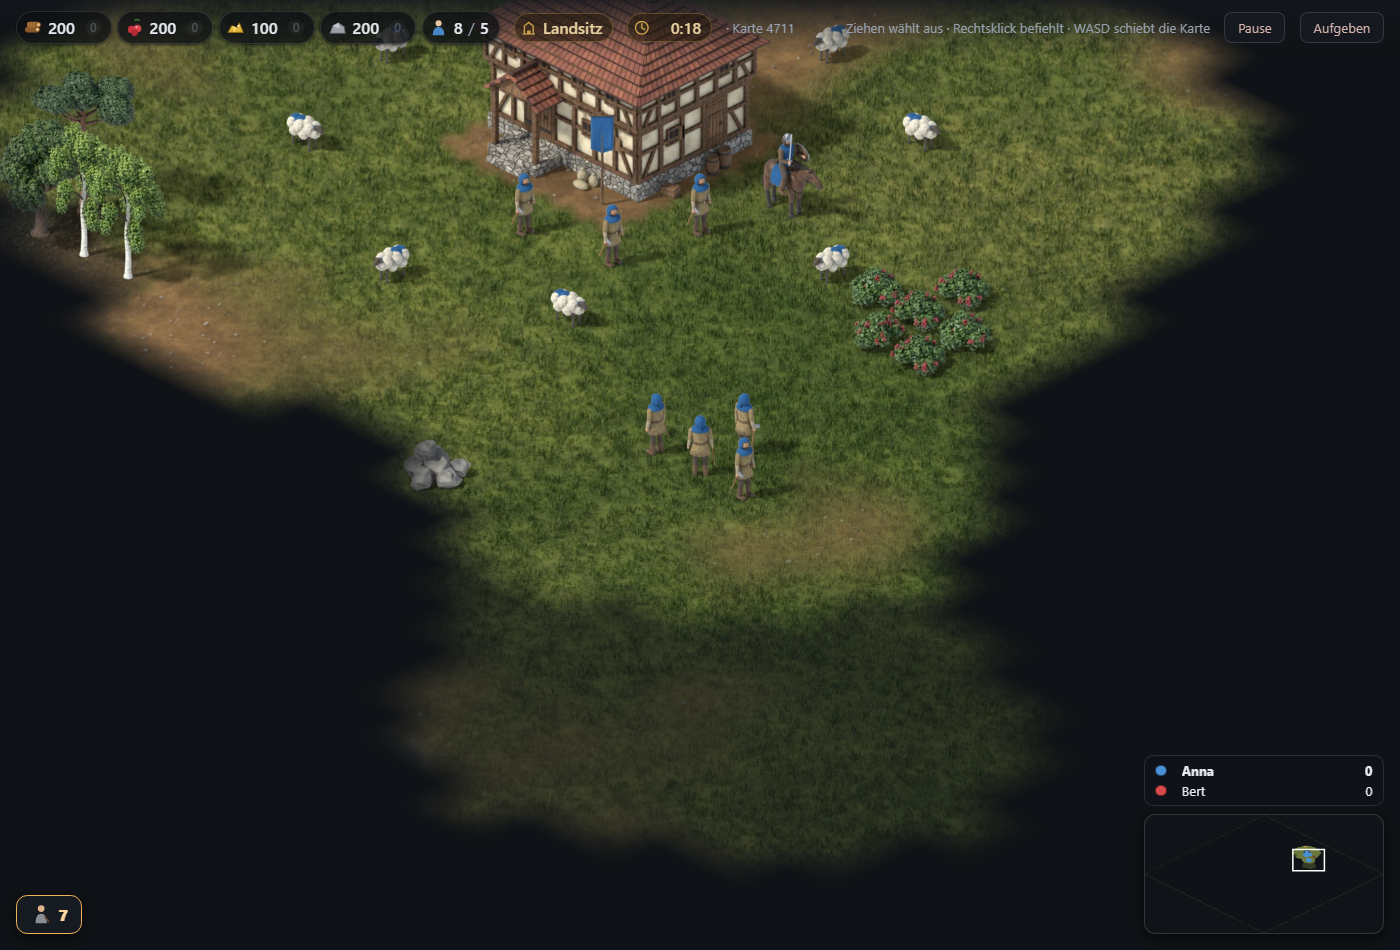 200 0 200 0 100 0 200 0 8 / 5 Landsitz 0:18 · Karte 4711 Ziehen wählt aus · Rechtsklick befiehlt · WASD schiebt die Karte Pause Aufgeben
Anna 0
Bert 0
7